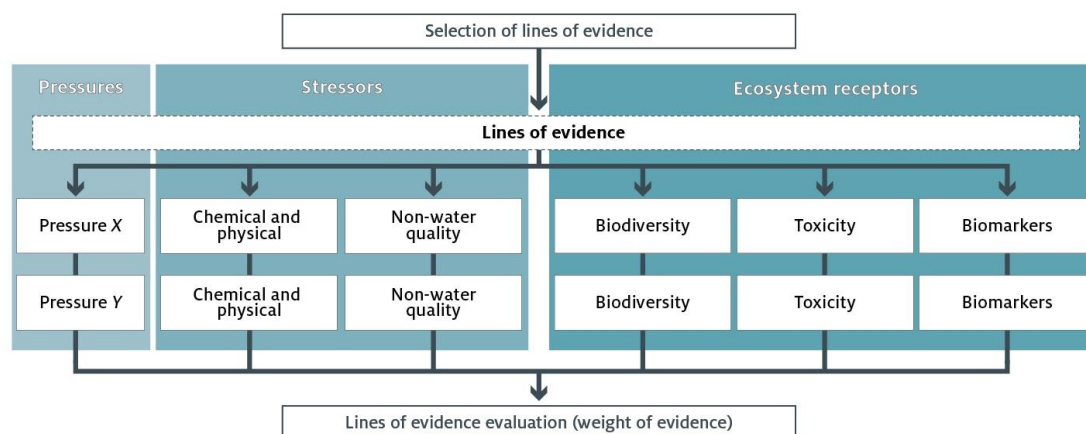 Selection of lines of evidence
Pressures
Stressors
Ecosystem receptors
Lines of evidence
Pressure X
Chemical and
physical
Non-water
quality
Biodiversity
Toxicity
Biomarkers
Pressure Y
Chemical and
physical
Non-water
quality
Biodiversity
Toxicity
Biomarkers
Lines of evidence evaluation (weight of evidence)